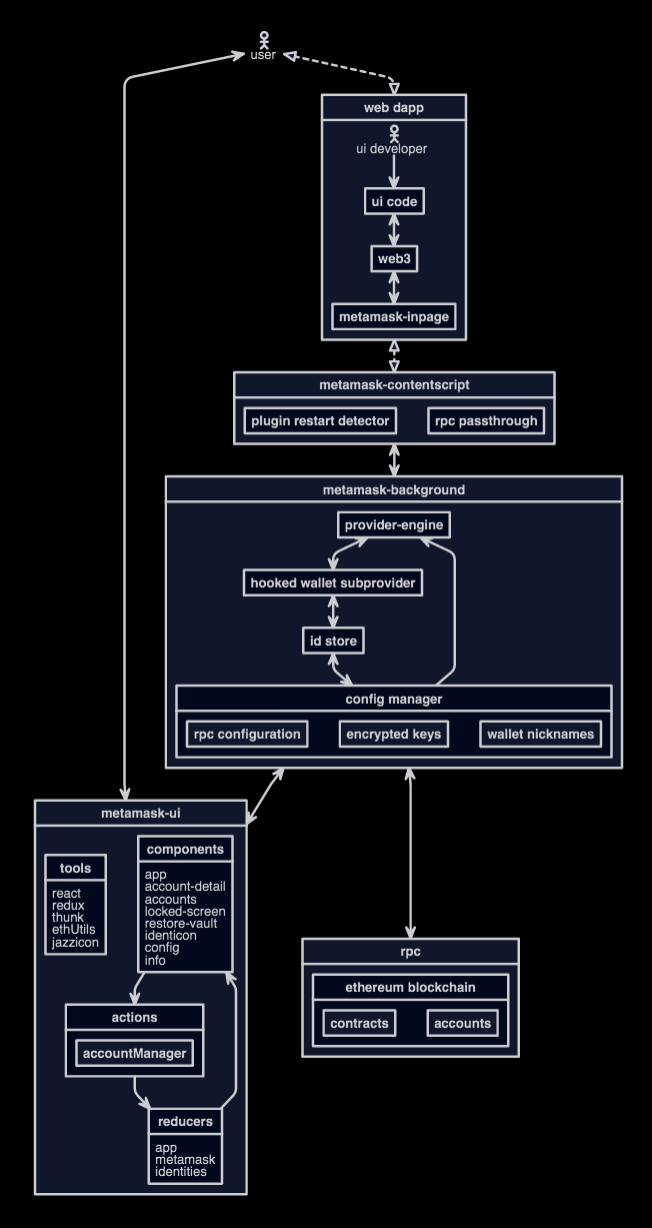 user
web dapp
ui developer
ui code
web3
metamask-inpage
metamask-contentscript
plugin restart detector
rpc passthrough
metamask-background
provider-engine
hooked wallet subprovider
id store
config manager
rpc configuration
encrypted keys
wallet nicknames
metamask-ui
tools
react
redux
thunk
ethUtils
jazzicon
components
app
account-detail
accounts
locked-screen
restore-vault
identicon
config
info
actions
accountManager
reducers
app
metamask
identities
rpc
ethereum blockchain
contracts
accounts